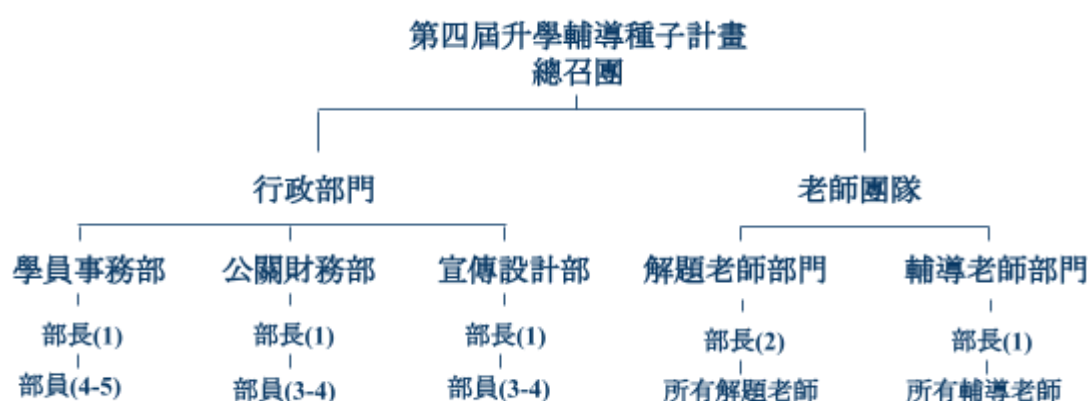 第四屆升學輔導種子計畫
總召團
行政部門 老師團隊
學員事務部 公關財務部 宣傳設計部 解題老師部門 輔導老師部門
部長(1) 部長(1) 部長(1) 部長(2) 部長(1)
部員(4-5) 部員(3-4) 部員(3-4) 所有解題老師 所有輔導老師